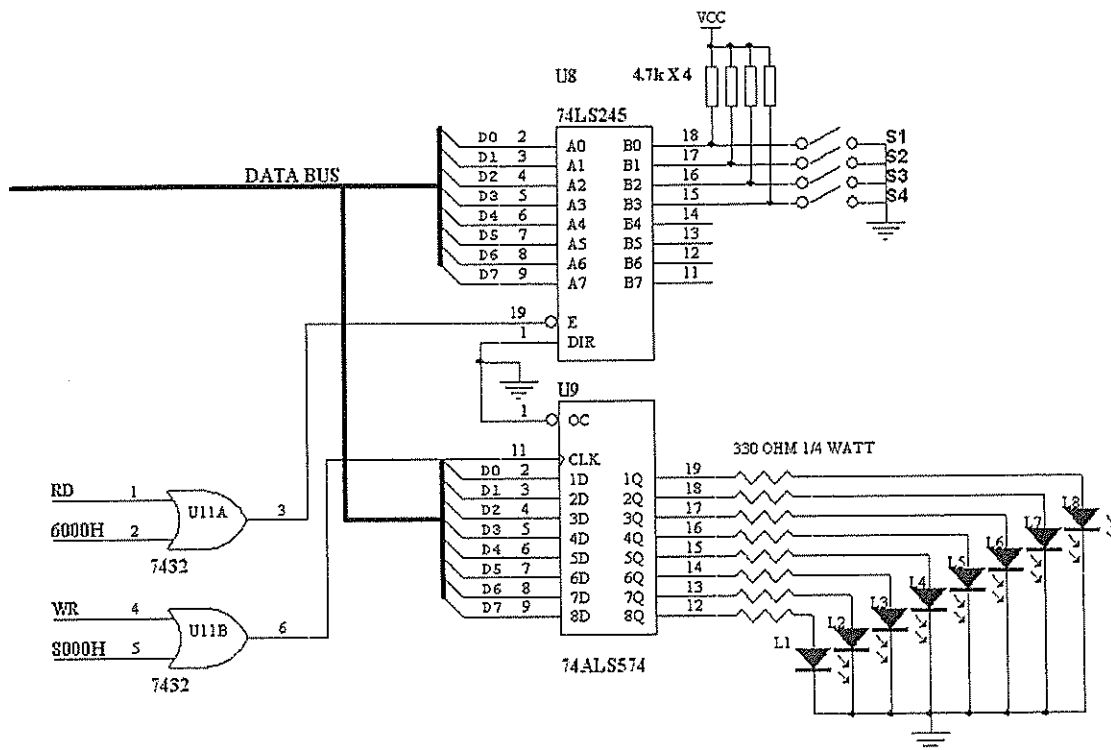 VCC
U8 4.7k X 4
74LS245
D0 2 A0 B0 18 S1
D1 3 A1 B1 17 S2
D2 4 A2 B2 16 S3
D3 5 A3 B3 15 S4
D4 6 A4 B4 14
D5 7 A5 B5 13
D6 8 A6 B6 12
D7 9 A7 B7 11
DATA BUS
19 E
1 DIR
U9
1 OC
11 CLK
330 OHM 1/4 WATT
D0 2 1D 1Q 19
D1 3 2D 2Q 18
D2 4 3D 3Q 17
D3 5 4D 4Q 16
D4 6 5D 5Q 15
D5 7 6D 6Q 14
D6 8 7D 7Q 13
D7 9 8D 8Q 12
L8
L7
L6
L5
L4
L3
L2
L1
74ALS574
RD 1
U11A 3
6000H 2
7432
WR 4
U11B 6
8000H 5
7432